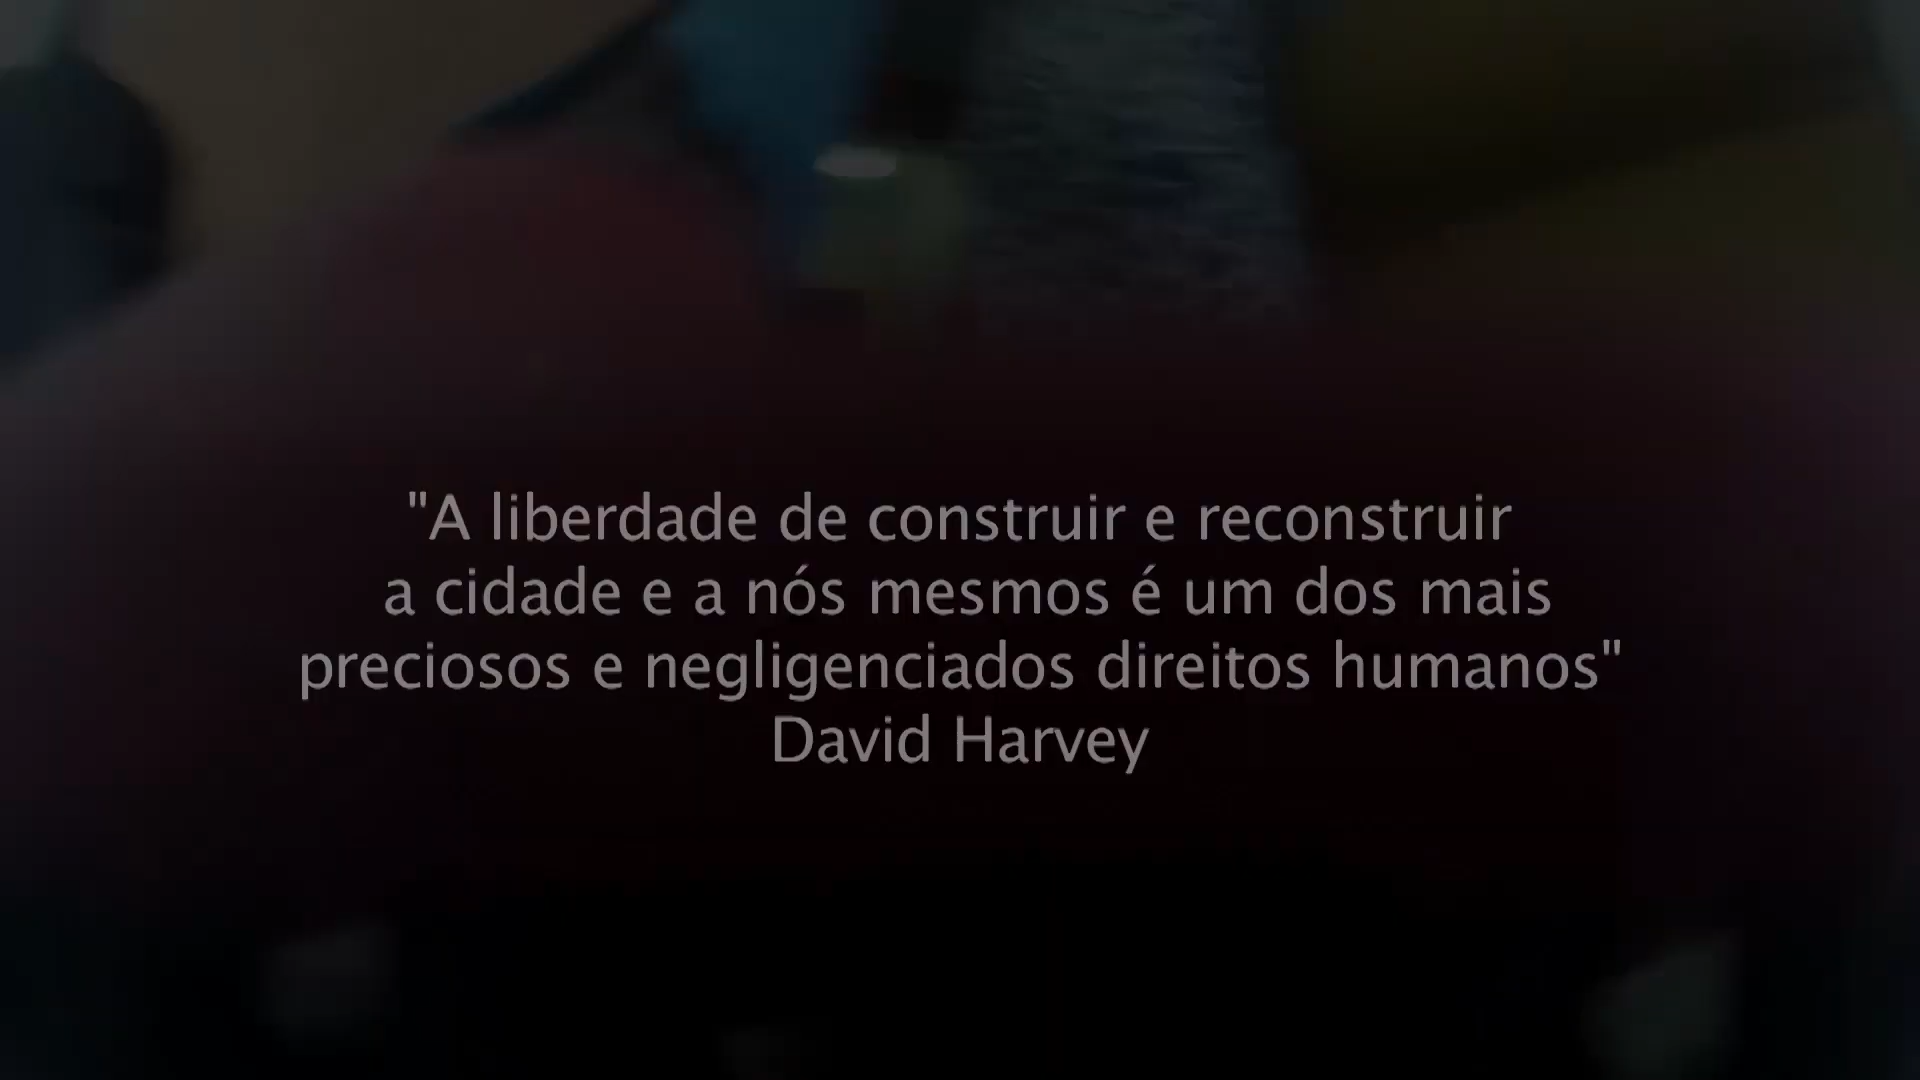 "A liberdade de construir e reconstruir
a cidade e a nós mesmos é um dos mais
preciosos e negligenciados direitos humanos"
David Harvey